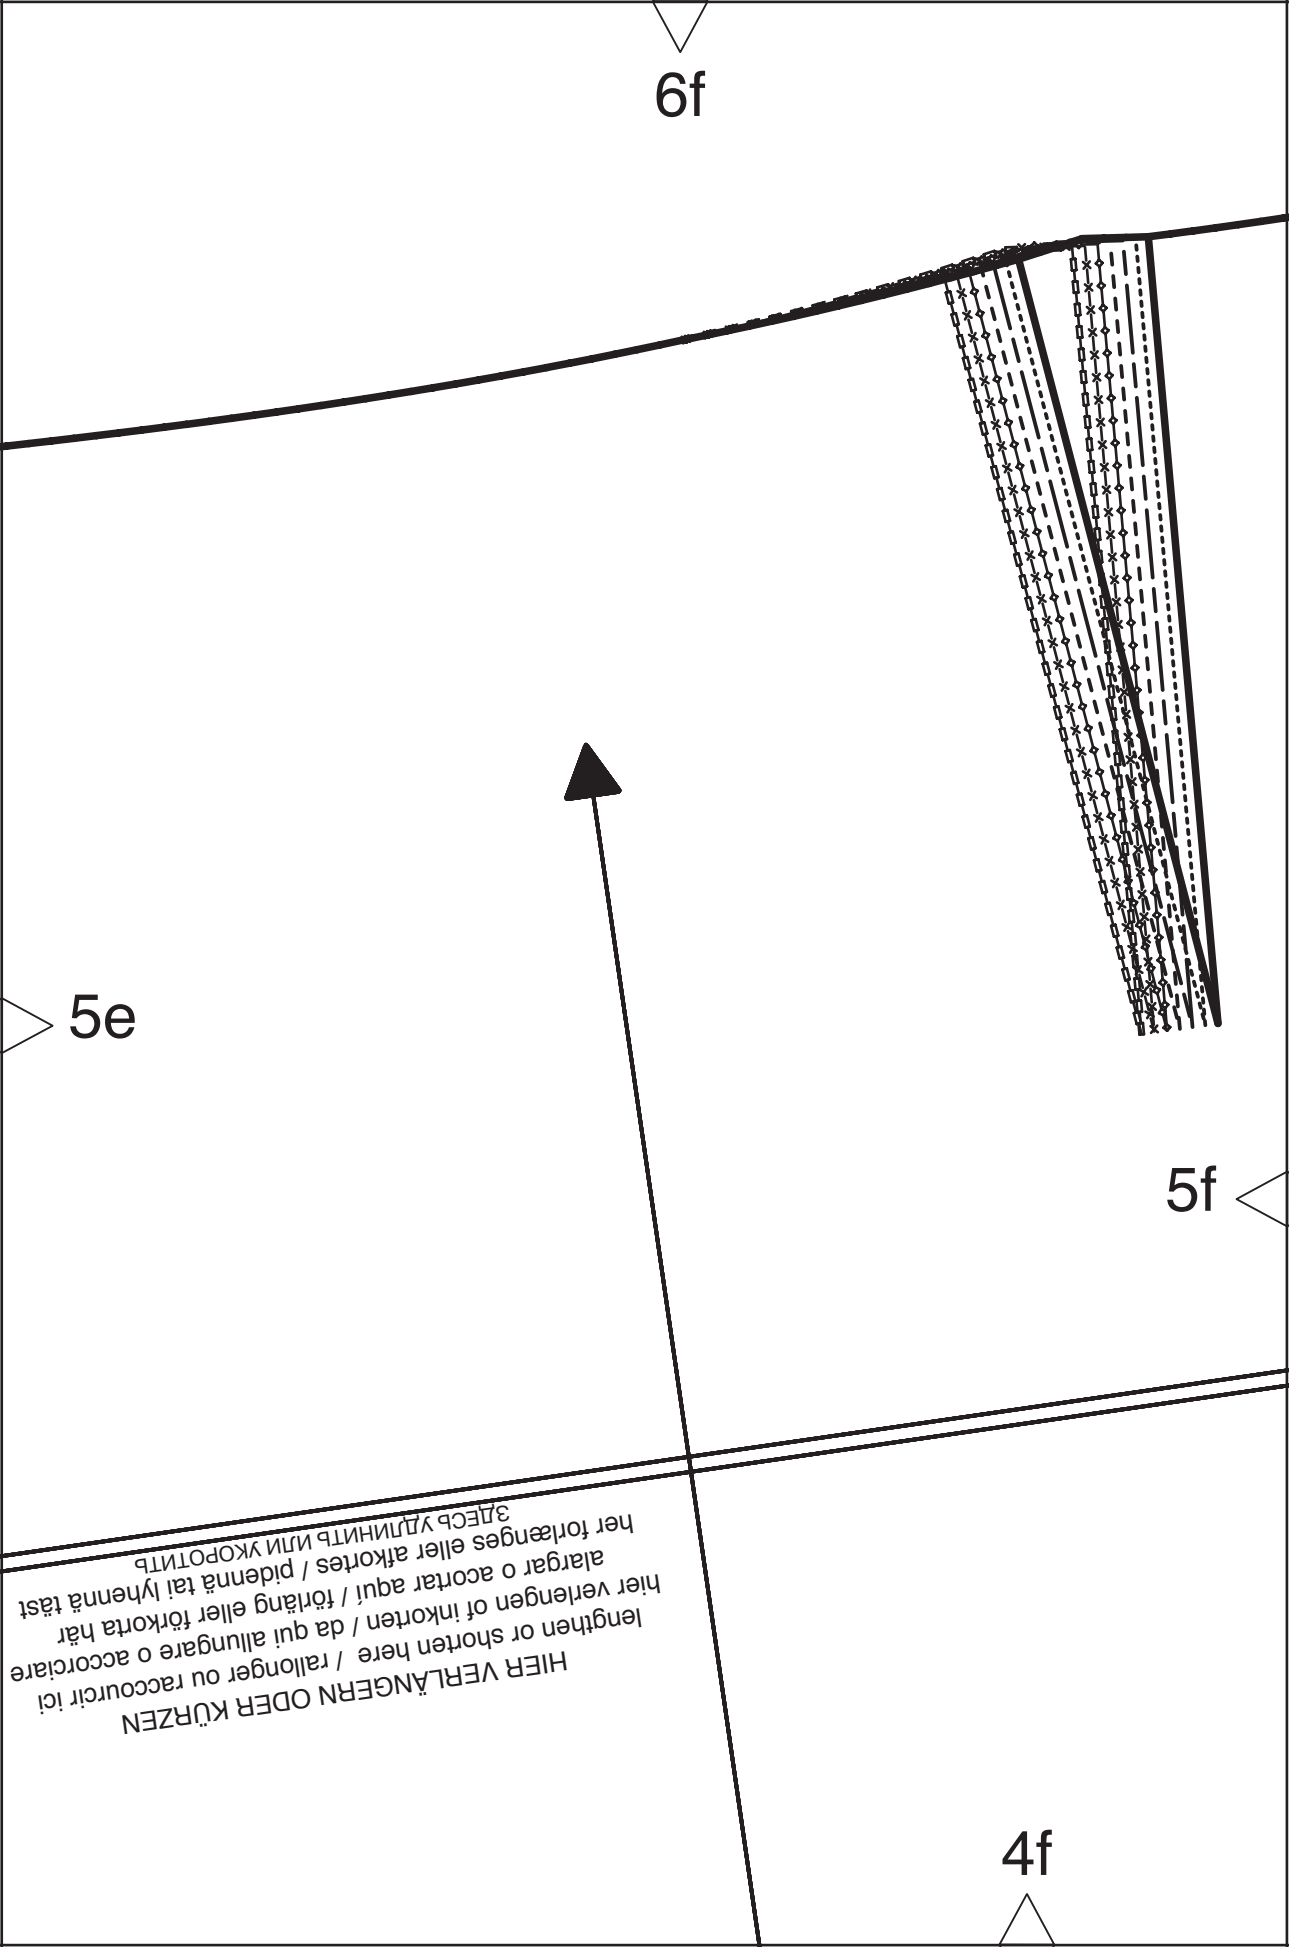 6f
5e
5f
HIER VERLÄNGERN ODER KÜRZEN
lengthen or shorten here / rallonger ou raccourcir ici
hier verlengen of inkorten / da qui allungare o accorciare
alargar o acortar aquí / förläng eller förkorta här
her forlænges eller afkortes / pidennä tai lyhennä täst
ЗДЕСЬ УДЛИНИТЬ ИЛИ УКОРОТИТЬ
4f